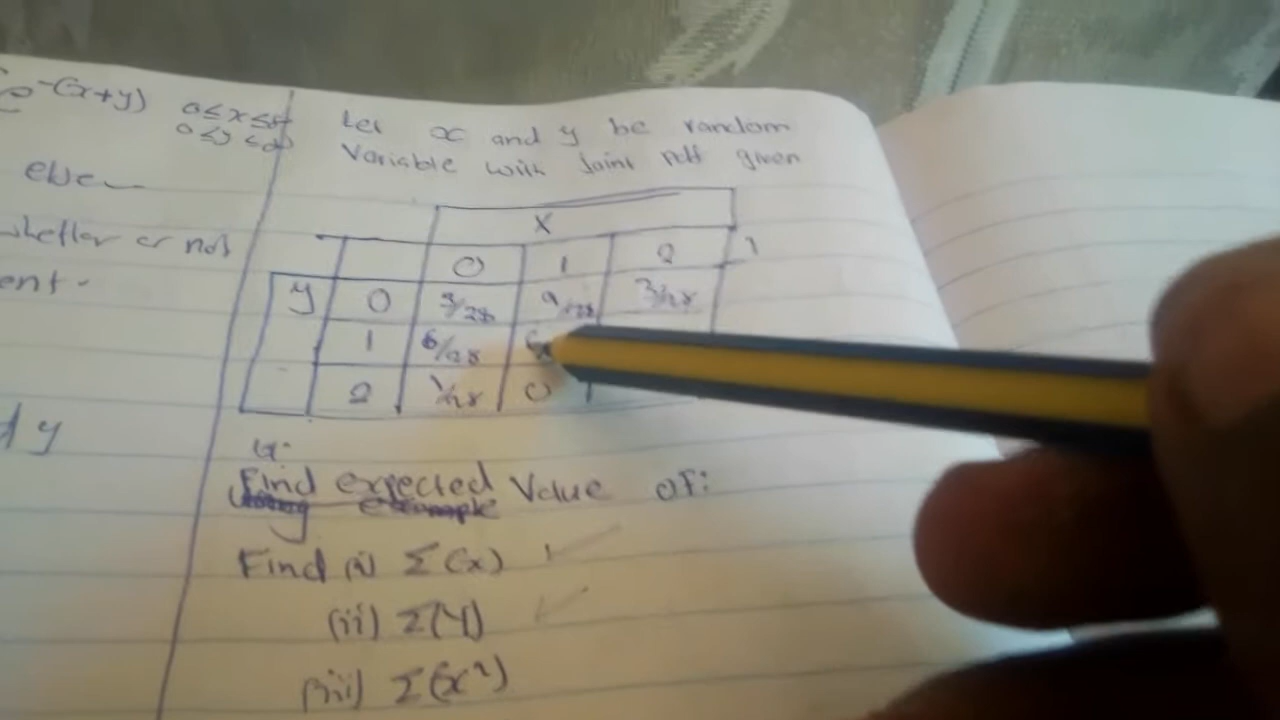 e^-(x+y) 0≤x≤
0≤y≤∞
else
whether or not
ent.
d y
Let x and y be random
Variable with Joint Pdf given
X
0 1 2
y 0 3/28 9/28 3/28
1 6/28
2 1/28 0
Find expected Value of:
Find (i) Σ(x)
(ii) Σ(Y)
(iii) Σ(x²)